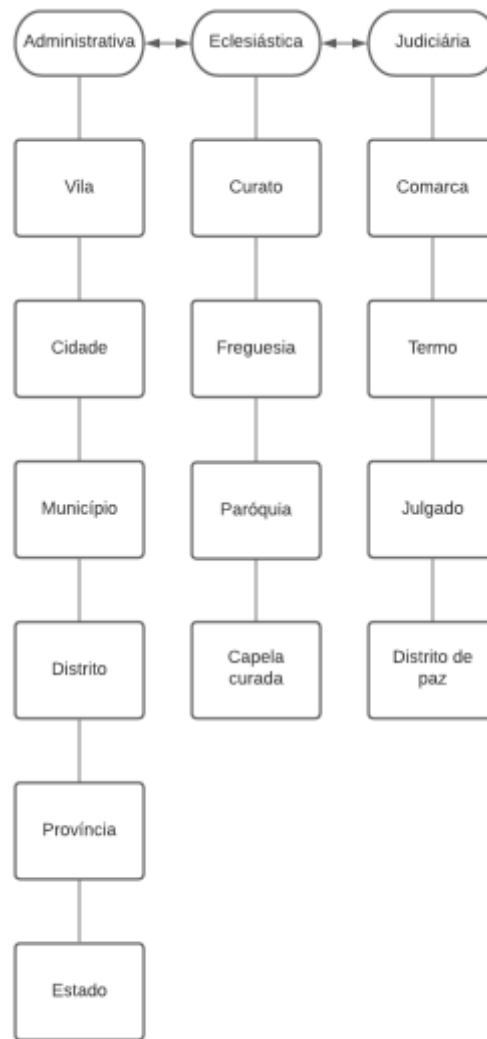 Administrativa
Eclesiástica
Judiciária
Vila
Curato
Comarca
Cidade
Freguesia
Termo
Município
Paróquia
Julgado
Distrito
Capela
curada
Distrito de
paz
Província
Estado